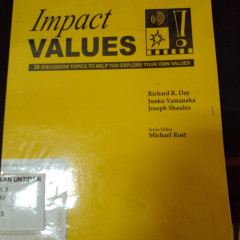 Impact
VALUES
30 DISCUSSION TOPICS TO HELP YOU EXPLORE YOUR OWN VALUES
Richard R. Day
Junko Yamanaka
Joseph Shaules
Series Editor
Michael Rost